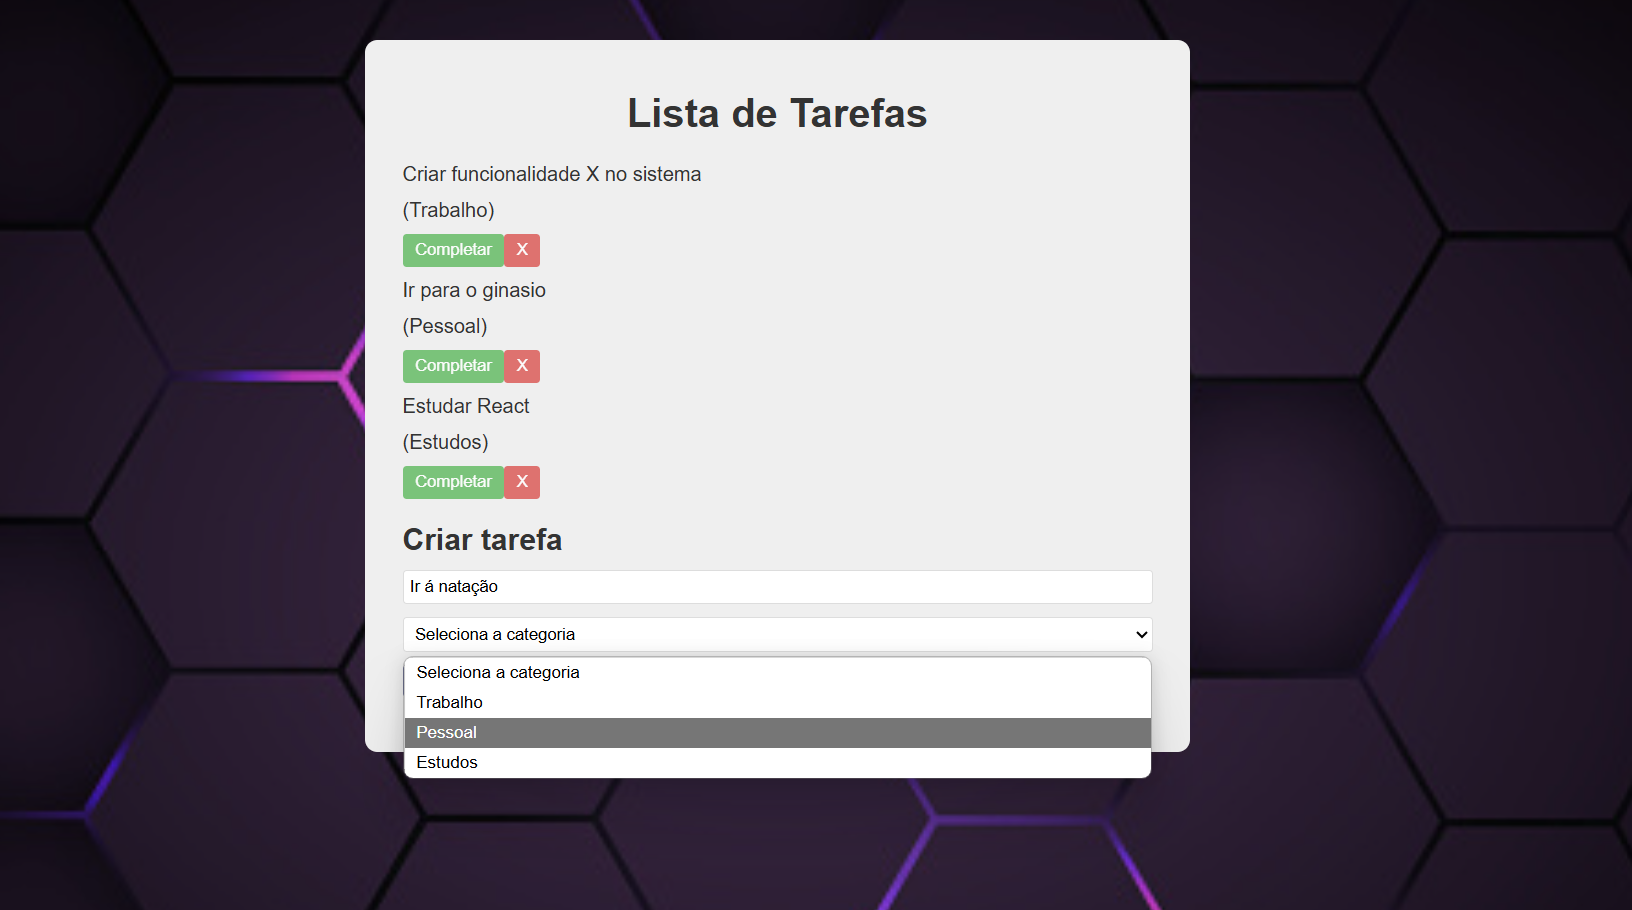 Lista de Tarefas
Criar funcionalidade X no sistema
(Trabalho)
Completar X
Ir para o ginasio
(Pessoal)
Completar X
Estudar React
(Estudos)
Completar X
Criar tarefa
Ir á natação
Seleciona a categoria
Seleciona a categoria
Trabalho
Pessoal
Estudos